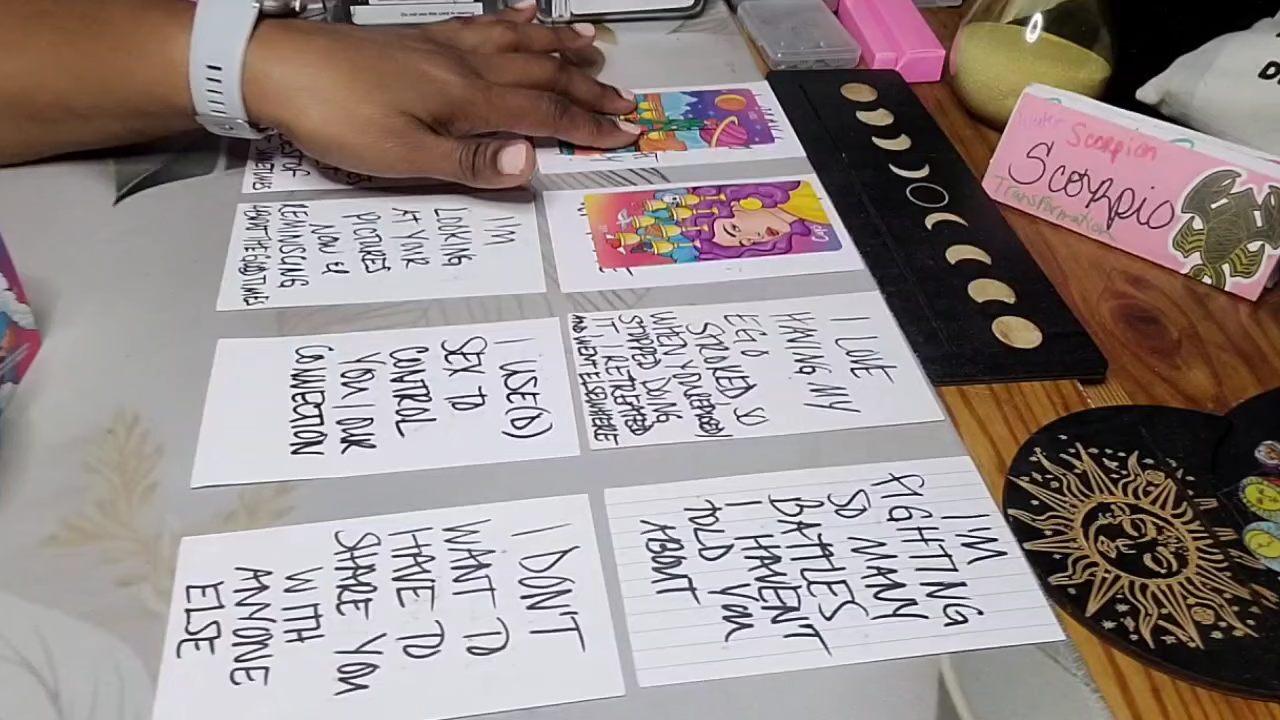 Scorpion
Scorpio
Transformation
I'M
LOOKING
AT YOUR
PICTURES
NOW &
REMINISCING
ABOUT THE GOOD TIMES
I LOVE
HAVING MY
EGO
STROKED SO
WHEN YOU
STOPPED DOING
IT I RETREATED
AND WENT ELSEWHERE
I USE(D)
SEX TO
CONTROL
YOU/OUR
CONNECTION
I'M
FIGHTING
SO MANY
BATTLES
I HAVEN'T
TOLD YOU
ABOUT
I DON'T
WANT TO
HAVE TO
SHARE YOU
WITH
ANYONE
ELSE